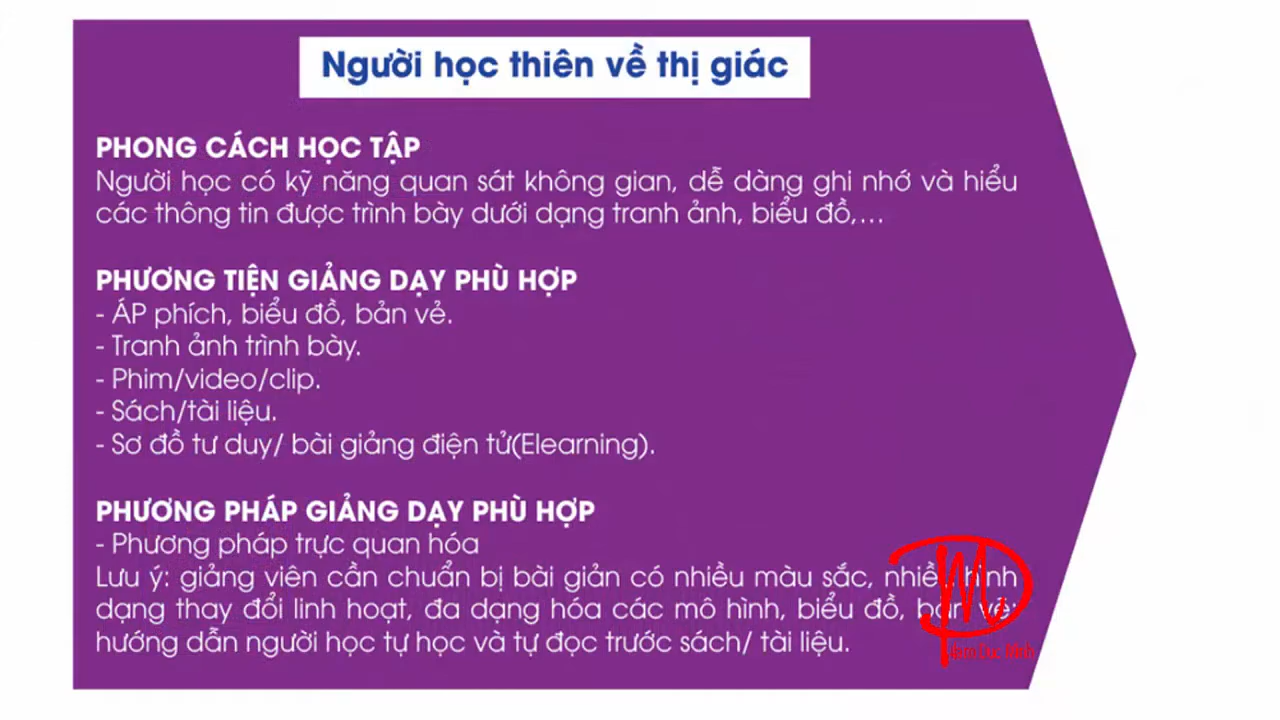 Người học thiên về thị giác
PHONG CÁCH HỌC TẬP
Người học có kỹ năng quan sát không gian, dễ dàng ghi nhớ và hiểu
các thông tin được trình bày dưới dạng tranh ảnh, biểu đồ,...
PHƯƠNG TIỆN GIẢNG DẠY PHÙ HỢP
- ÁP phích, biểu đồ, bản vẻ.
- Tranh ảnh trình bày.
- Phim/video/clip.
- Sách/tài liệu.
- Sơ đồ tư duy/ bài giảng điện tử(Elearning).
PHƯƠNG PHÁP GIẢNG DẠY PHÙ HỢP
- Phương pháp trực quan hóa
Lưu ý: giảng viên cần chuẩn bị bài giản có nhiều màu sắc, nhiều hình
dạng thay đổi linh hoạt, đa dạng hóa các mô hình, biểu đồ, bản vẻ;
hướng dẫn người học tự học và tự đọc trước sách/ tài liệu.